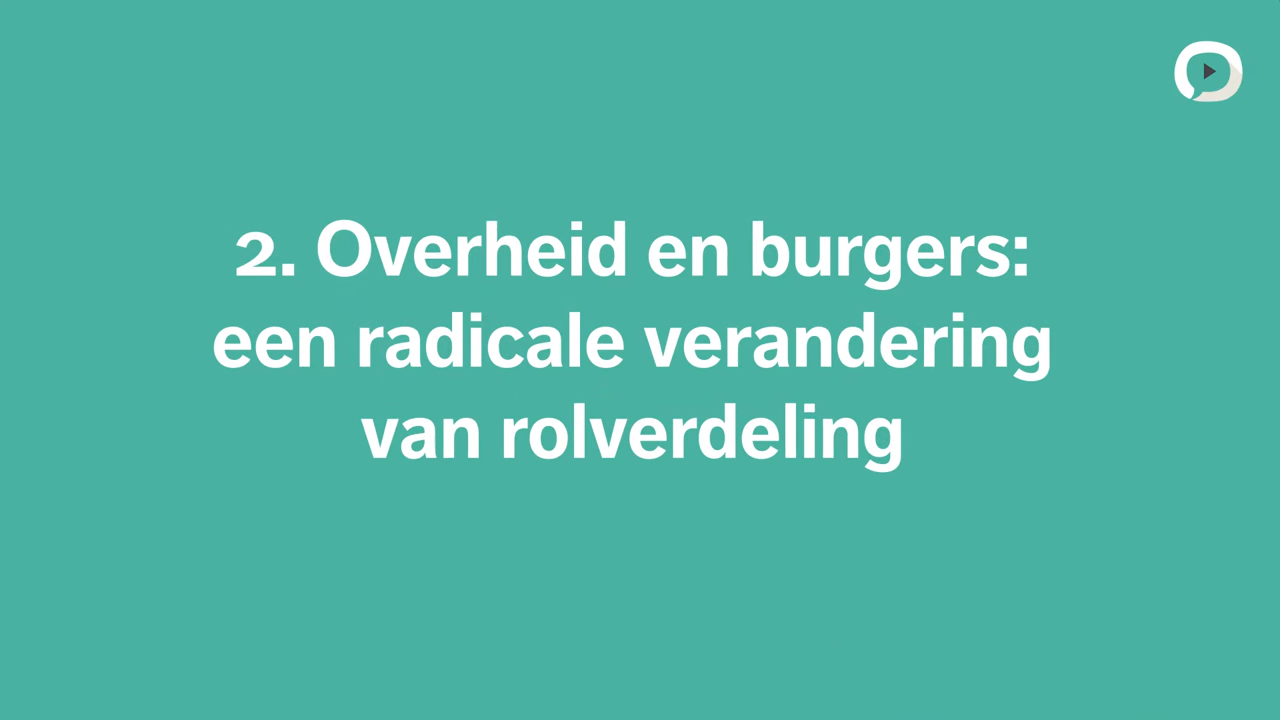 2. Overheid en burgers:
een radicale verandering
van rolverdeling